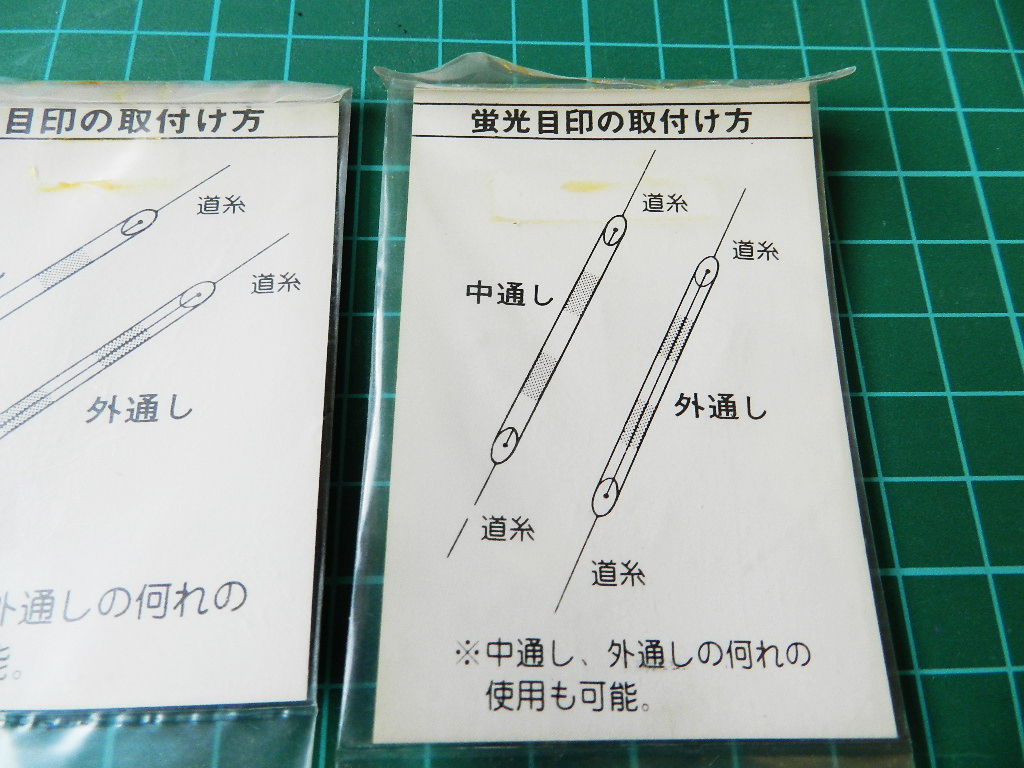 目印の取付け方
道糸
道糸
外通し
外通しの何れの
能。
蛍光目印の取付け方
道糸
道糸
中通し
外通し
道糸
道糸
※中通し、外通しの何れの
使用も可能。